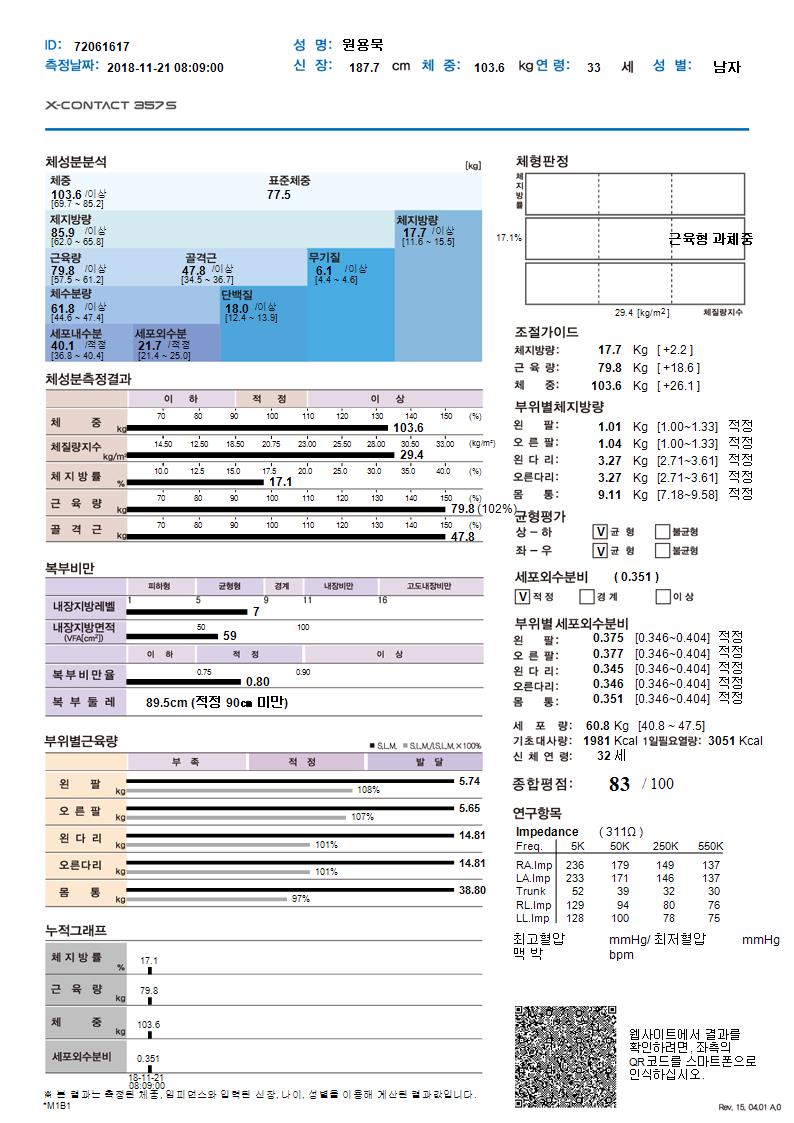 ID: 72061617 성 명: 원용묵
측정날짜: 2018-11-21 08:09:00 신 장: 187.7 cm 체 중: 103.6 kg 연 령: 33 세 성 별: 남자
X-CONTACT 357S
체성분분석 [kg]
체중 표준체중
103.6 /이상 77.5
[69.7 ~ 85.2]
제지방량 체지방량
85.9 /이상 17.7 /이상
[62.0 ~ 65.8] [11.6 ~ 15.5]
근육량 골격근 무기질
79.8 /이상 47.8 /이상 6.1 /이상
[57.5 ~ 61.2] [34.5 ~ 36.7] [4.4 ~ 4.6]
체수분량 단백질
61.8 /이상 18.0 /이상
[44.6 ~ 47.4] [12.4 ~ 13.9]
세포내수분 세포외수분
40.1 /적정 21.7 /적정
[36.8 ~ 40.4] [21.4 ~ 25.0]
체성분측정결과
이 하 적 정 이 상
70 80 90 100 110 120 130 140 150 (%)
체 중 kg 103.6
14.50 12.50 18.50 20.75 23.00 25.50 28.00 30.50 33.00 (kg/m²)
체질량지수 kg/m² 29.4
10.0 12.5 15.0 17.5 20.0 25.0 30.0 35.0 40.0 (%)
체 지 방 률 % 17.1
70 80 90 100 110 120 130 140 150 (%)
근 육 량 kg 79.8 (102%)
70 80 90 100 110 120 130 140 150 (%)
골 격 근 kg 47.8
복부비만
피하형 균형형 경계 내장비만 고도내장비만
1 5 9 11 16
내장지방레벨 7
50 100
내장지방면적 59
(VFA[cm²])
이 하 적 정 이 상
0.75 0.90
복부비만율 0.80
복 부 둘 레 89.5cm (적정 90㎝ 미만)
부위별근육량 ■ S.L.M. ■ S.L.M./I.S.L.M.×100%
부 족 적 정 발 달
왼 팔 kg 5.74
108%
오 른 팔 kg 5.65
107%
왼 다 리 kg 14.81
101%
오른다리 kg 14.81
101%
몸 통 kg 38.80
97%
누적그래프
체 지 방 률 % 17.1
근 육 량 kg 79.8
체 중 kg 103.6
세포외수분비 0.351
18-11-21
08:09:00
※ 본 결과는 측정된 체중, 임피던스와 입력된 신장, 나이, 성별을 이용해 계산된 결과값입니다.
*M1B1
체형판정
체지방률
17.1% 근육형 과체중
29.4 [kg/m²] 체질량지수
조절가이드
체지방량: 17.7 Kg [ +2.2 ]
근 육 량: 79.8 Kg [ +18.6 ]
체 중: 103.6 Kg [ +26.1 ]
부위별체지방량
왼 팔: 1.01 Kg [1.00~1.33] 적정
오 른 팔: 1.04 Kg [1.00~1.33] 적정
왼 다 리: 3.27 Kg [2.71~3.61] 적정
오른다리: 3.27 Kg [2.71~3.61] 적정
몸 통: 9.11 Kg [7.18~9.58] 적정
균형평가
상 – 하 V 균 형 불균형
좌 – 우 V 균 형 불균형
세포외수분비 ( 0.351 )
V 적 정 경 계 이 상
부위별 세포외수분비
왼 팔: 0.375 [0.346~0.404] 적정
오 른 팔: 0.377 [0.346~0.404] 적정
왼 다 리: 0.345 [0.346~0.404] 적정
오른다리: 0.346 [0.346~0.404] 적정
몸 통: 0.351 [0.346~0.404] 적정
세 포 량: 60.8 Kg [40.8 ~ 47.5]
기초대사량: 1981 Kcal 1일필요열량: 3051 Kcal
신 체 연 령: 32 세
종합평점: 83 / 100
연구항목
Impedance ( 311Ω )
Freq. 5K 50K 250K 550K
RA.Imp 236 179 149 137
LA.Imp 233 171 146 137
Trunk 52 39 32 30
RL.Imp 129 94 80 76
LL.Imp 128 100 78 75
최고혈압 mmHg/ 최저혈압 mmHg
맥 박 bpm
웹사이트에서 결과를
확인하려면, 좌측의
QR코드를 스마트폰으로
인식하십시오.
Rev, 15, 04,01 A,0